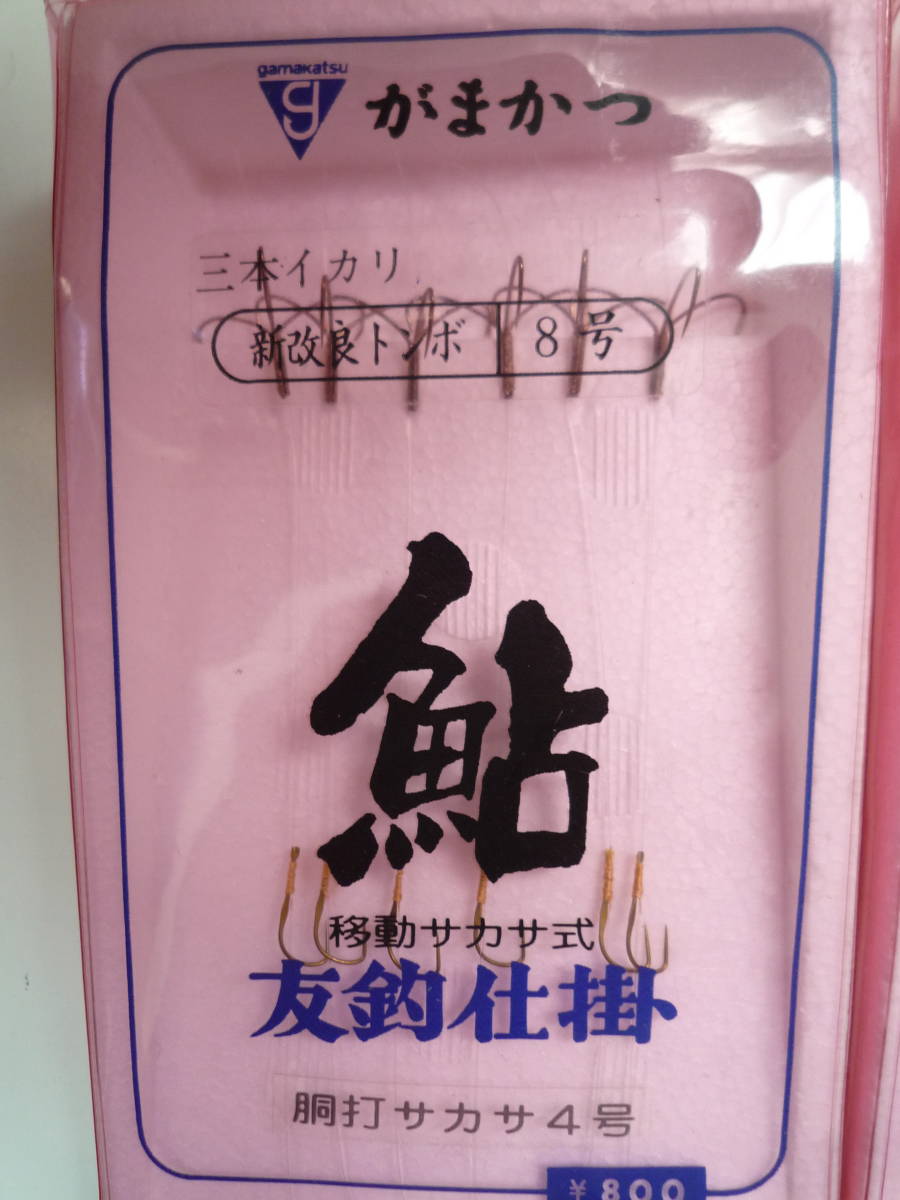 gamakatsu
g がまかつ
三本イカリ
新改良トンボ 8号
鮎
移動サカサ式
友釣仕掛
胴打サカサ4号
¥800